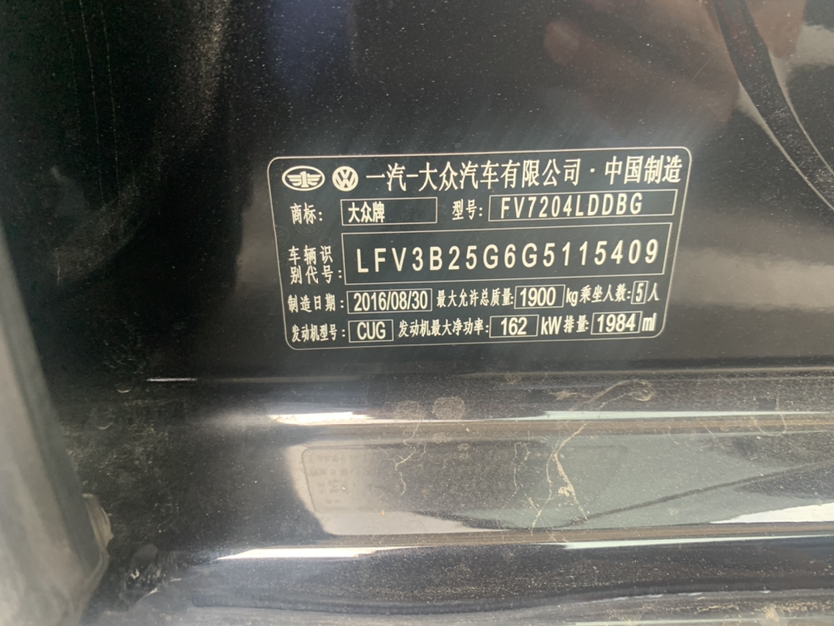 一汽-大众汽车有限公司·中国制造
商标: 大众牌 型号: FV7204LDDBG
车辆识别代号: LFV3B25G6G5115409
制造日期: 2016/08/30 最大允许总质量: 1900 kg 乘坐人数: 5 人
发动机型号: CUG 发动机最大净功率: 162 kW 排量: 1984 ml